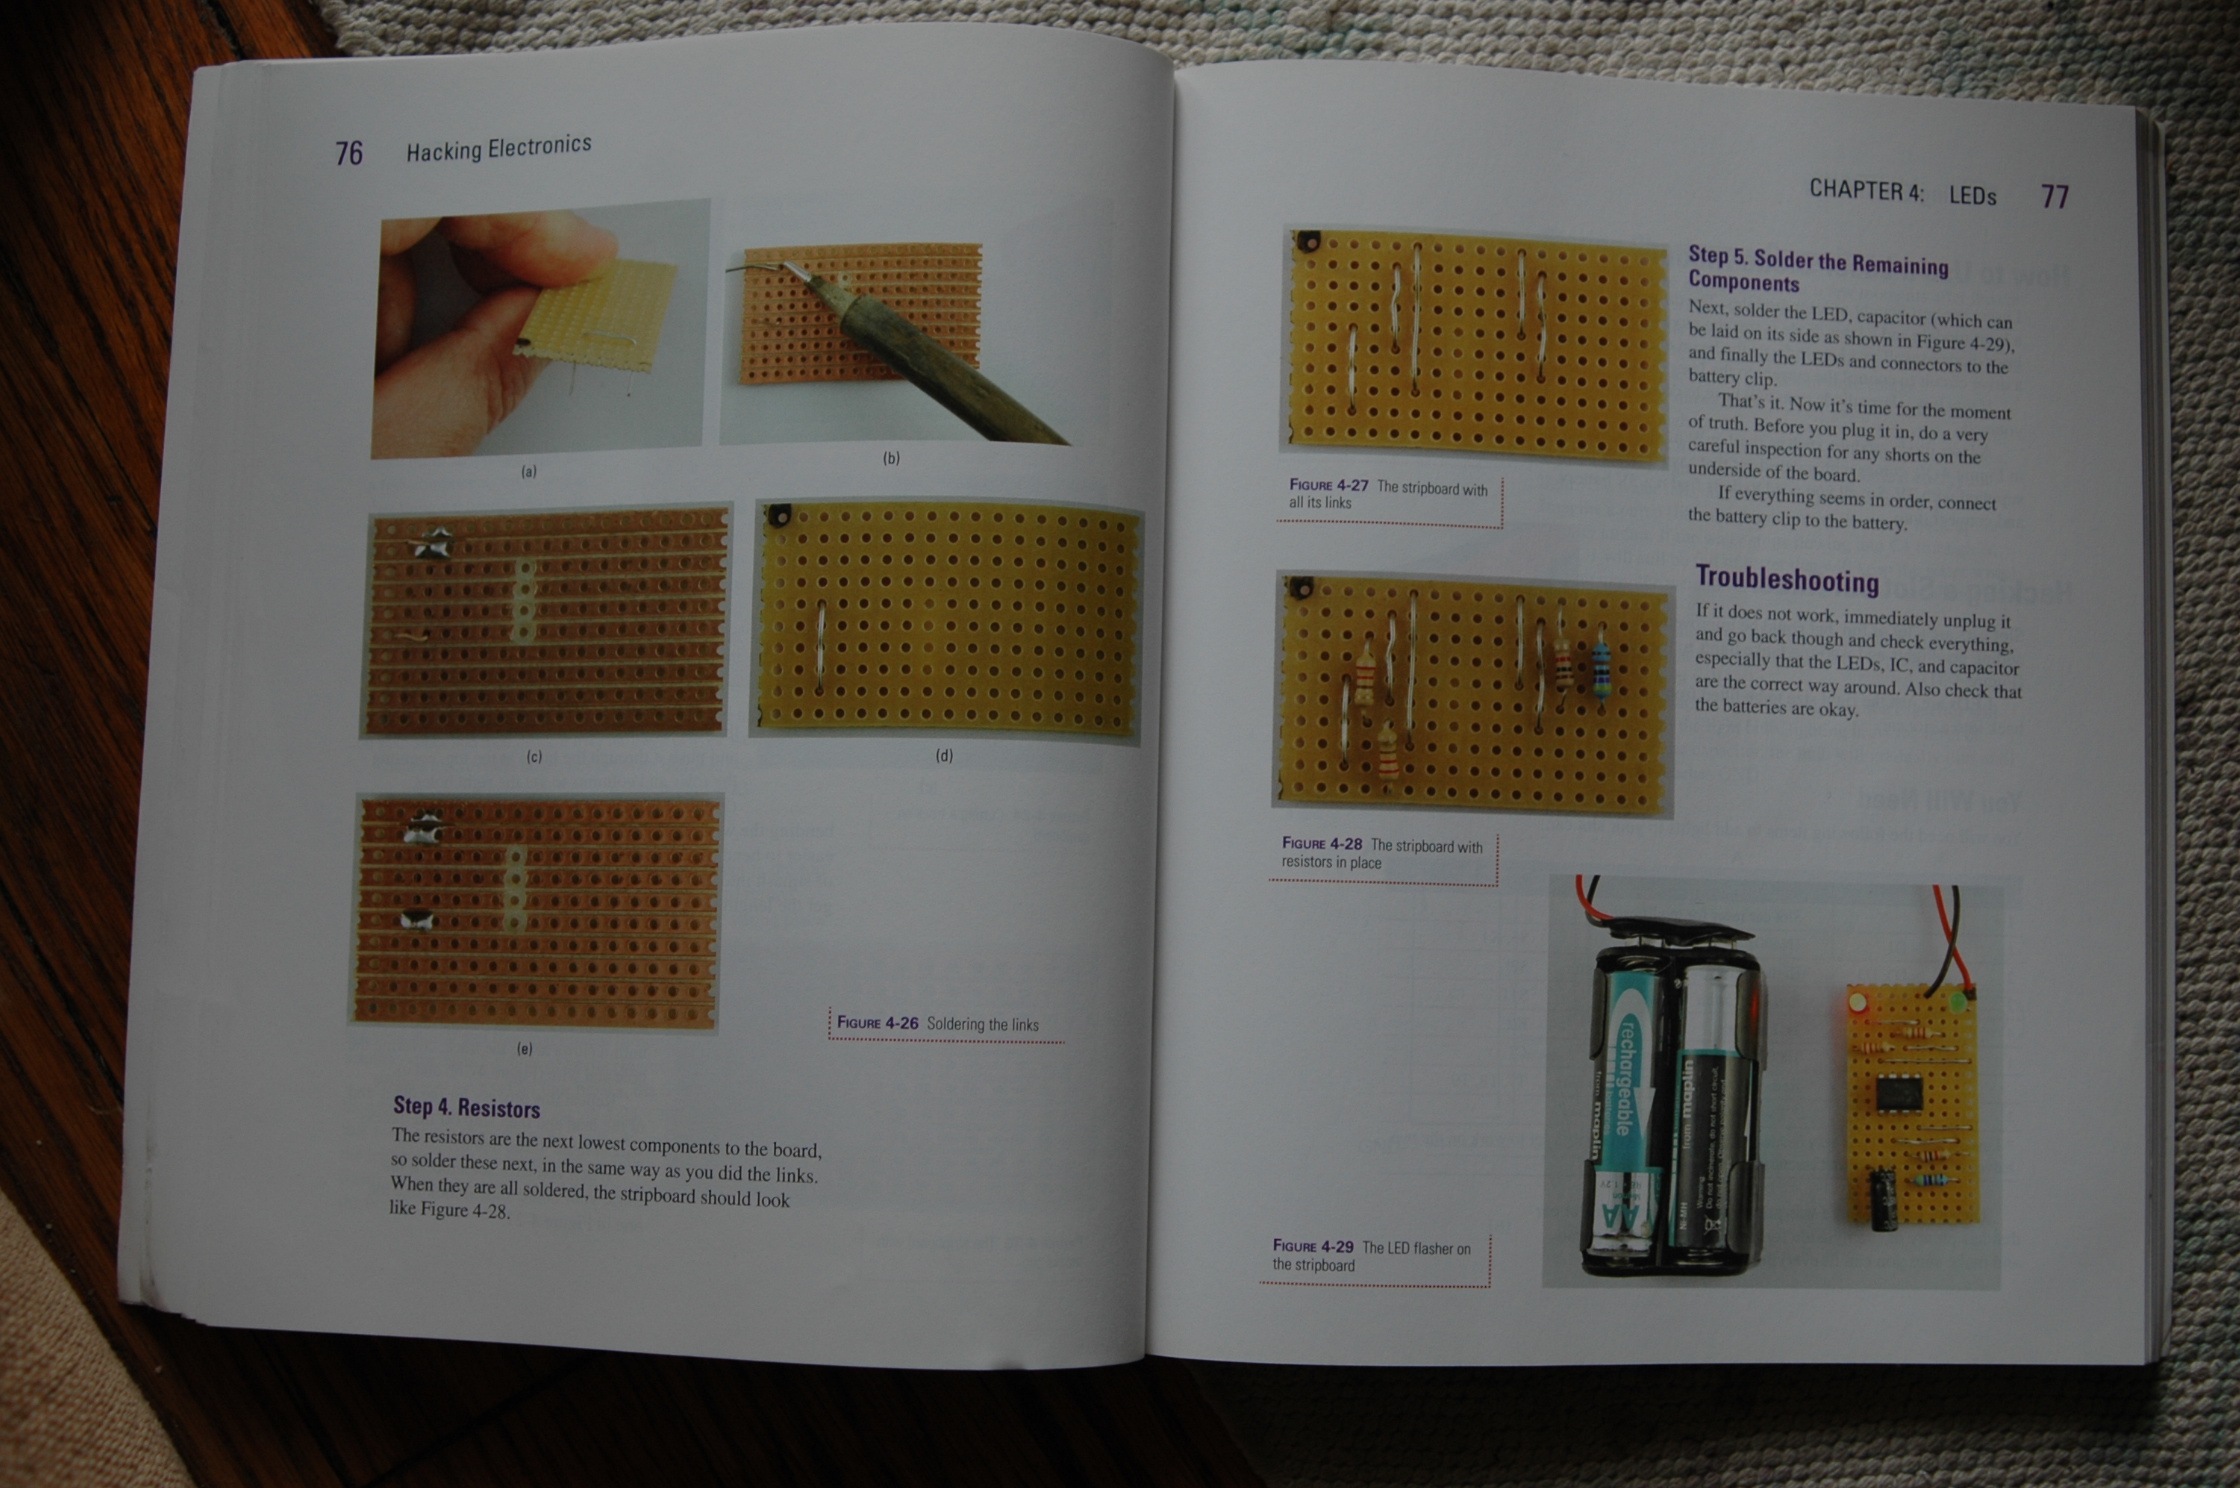 76 Hacking Electronics
(a)
(b)
(c)
(d)
(e)
FIGURE 4-26 Soldering the links
Step 4. Resistors
The resistors are the next lowest components to the board,
so solder these next, in the same way as you did the links.
When they are all soldered, the stripboard should look
like Figure 4-28.
CHAPTER 4: LEDs 77
FIGURE 4-27 The stripboard with
all its links
Step 5. Solder the Remaining
Components
Next, solder the LED, capacitor (which can
be laid on its side as shown in Figure 4-29),
and finally the LEDs and connectors to the
battery clip.
That's it. Now it's time for the moment
of truth. Before you plug it in, do a very
careful inspection for any shorts on the
underside of the board.
If everything seems in order, connect
the battery clip to the battery.
FIGURE 4-28 The stripboard with
resistors in place
Troubleshooting
If it does not work, immediately unplug it
and go back though and check everything,
especially that the LEDs, IC, and capacitor
are the correct way around. Also check that
the batteries are okay.
FIGURE 4-29 The LED flasher on
the stripboard
rechargeable
batteries
from maplin
AA
1.2V
from maplin
Ni-MH
Warning